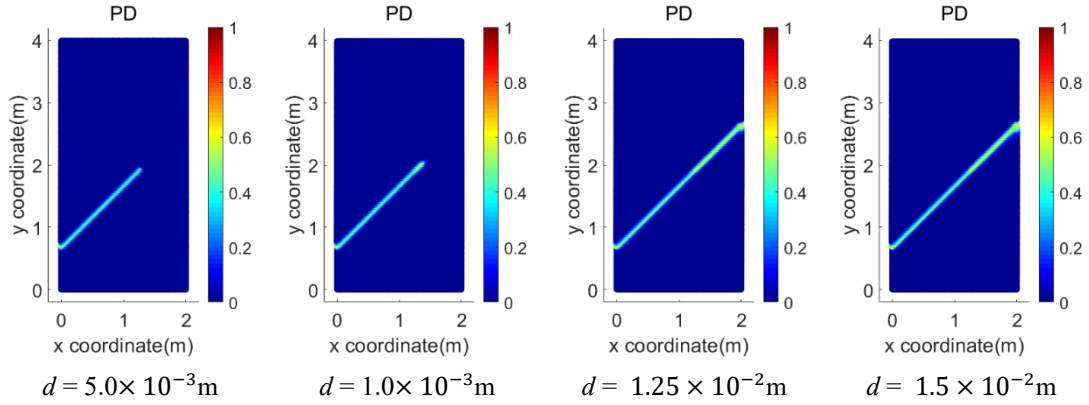 PD
4
3
2
1
0
y coordinate(m)
0 1 2
x coordinate(m)
1
0.8
0.6
0.4
0.2
0
d = 5.0× 10⁻³m
PD
4
3
2
1
0
y coordinate(m)
0 1 2
x coordinate(m)
1
0.8
0.6
0.4
0.2
0
d = 1.0× 10⁻³m
PD
4
3
2
1
0
y coordinate(m)
0 1 2
x coordinate(m)
1
0.8
0.6
0.4
0.2
0
d = 1.25 × 10⁻²m
PD
4
3
2
1
0
y coordinate(m)
0 1 2
x coordinate(m)
1
0.8
0.6
0.4
0.2
0
d = 1.5 × 10⁻²m